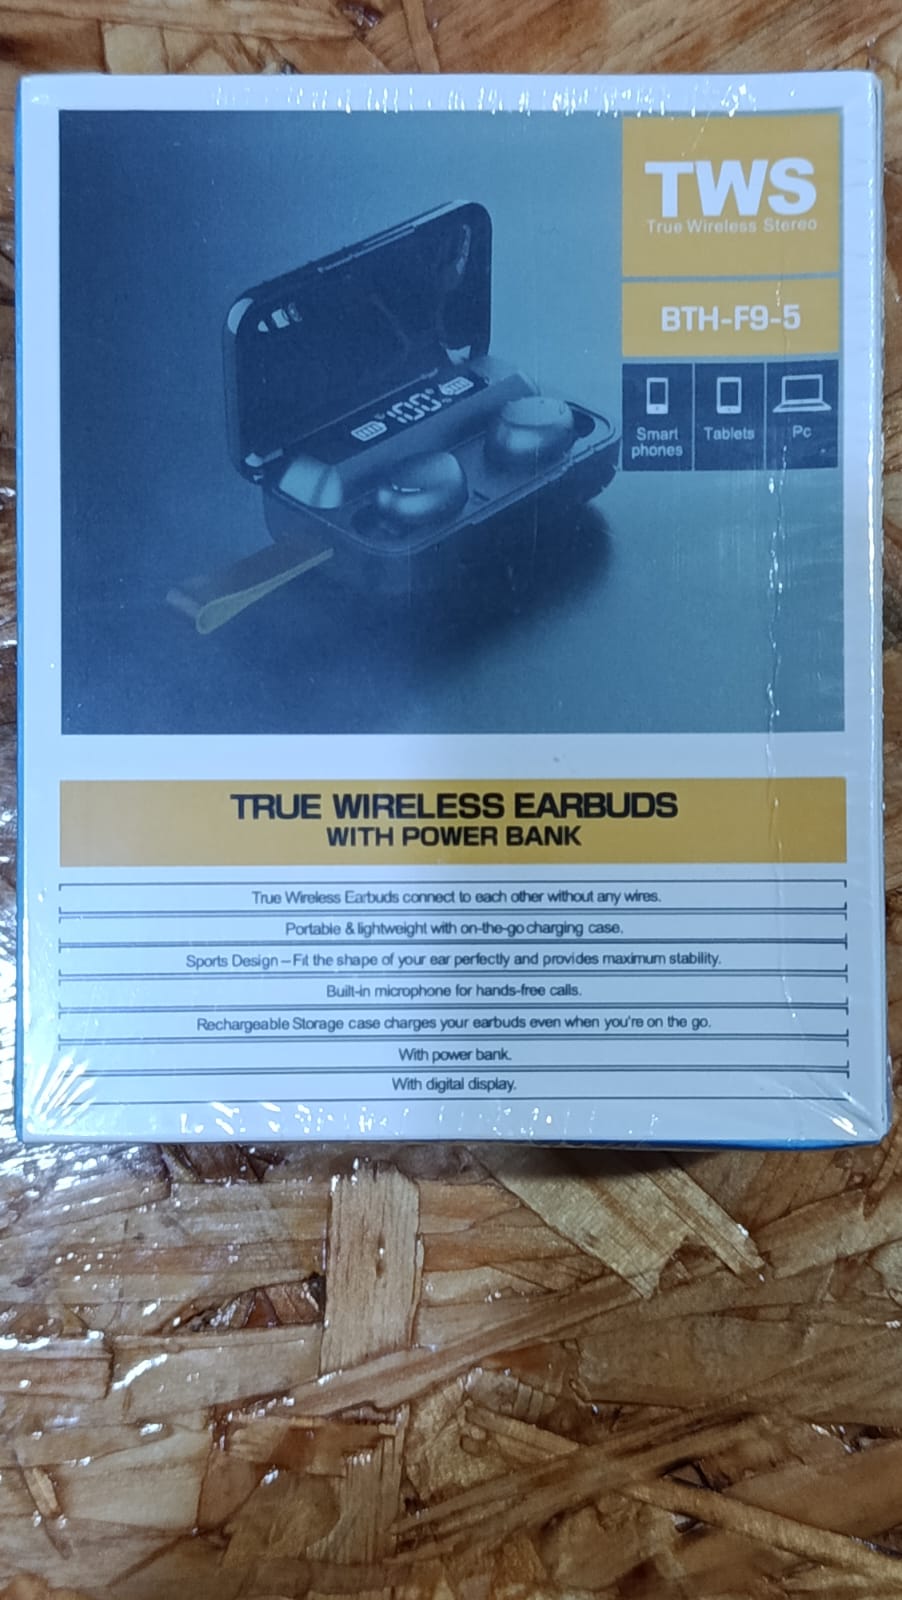 TWS
True Wireless Stereo
BTH-F9-5
Smart
phones
Tablets
Pc
100%
TRUE WIRELESS EARBUDS
WITH POWER BANK
True Wireless Earbuds connect to each other without any wires.
Portable & lightweight with on-the-go charging case.
Sports Design – Fit the shape of your ear perfectly and provides maximum stability.
Built-in microphone for hands-free calls.
Rechargeable Storage case charges your earbuds even when you're on the go.
With power bank.
With digital display.